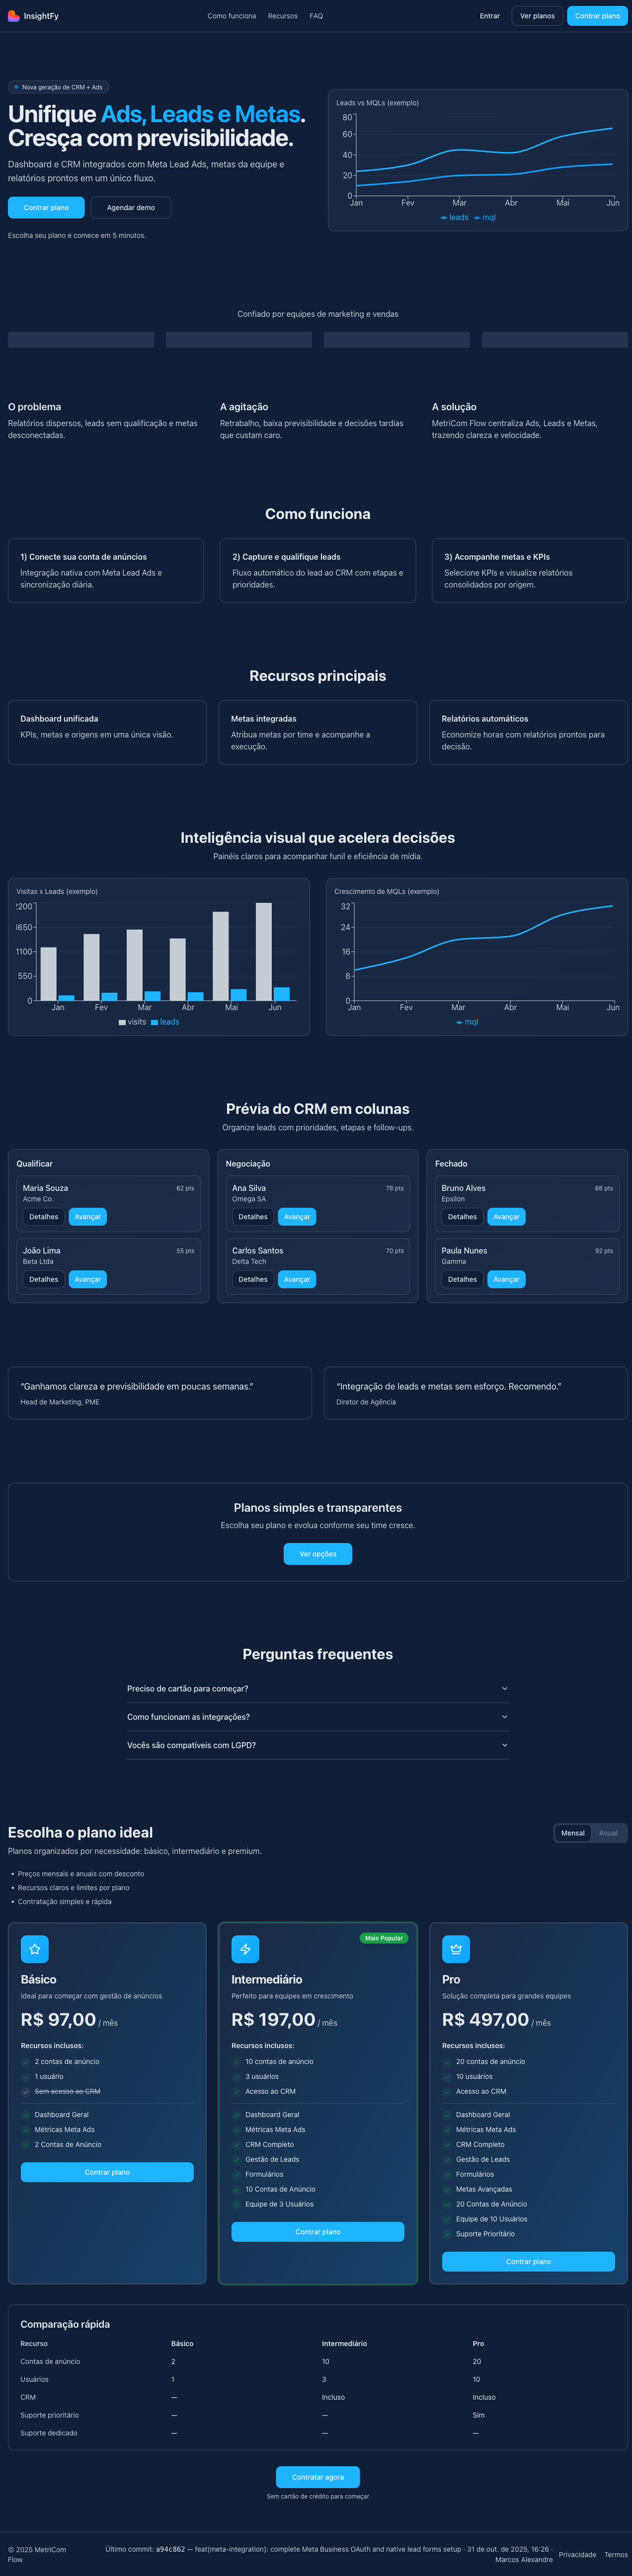 InsightFy
Como funciona
Recursos
FAQ
Entrar
Ver planos
Contrar plano
Nova geração de CRM + Ads
Unifique Ads, Leads e Metas.
Cresça com previsibilidade.
Dashboard e CRM integrados com Meta Lead Ads, metas da equipe e
relatórios prontos em um único fluxo.
Contrar plano
Agendar demo
Escolha seu plano e comece em 5 minutos.
Leads vs MQLs (exemplo)
80
60
40
20
0
Jan Fev Mar Abr Mai Jun
leads mql
Confiado por equipes de marketing e vendas
O problema
Relatórios dispersos, leads sem qualificação e metas
desconectadas.
A agitação
Retrabalho, baixa previsibilidade e decisões tardias
que custam caro.
A solução
MetriCom Flow centraliza Ads, Leads e Metas,
trazendo clareza e velocidade.
Como funciona
1) Conecte sua conta de anúncios
Integração nativa com Meta Lead Ads e
sincronização diária.
2) Capture e qualifique leads
Fluxo automático do lead ao CRM com etapas e
prioridades.
3) Acompanhe metas e KPIs
Selecione KPIs e visualize relatórios
consolidados por origem.
Recursos principais
Dashboard unificada
KPIs, metas e origens em uma única visão.
Metas integradas
Atribua metas por time e acompanhe a
execução.
Relatórios automáticos
Economize horas com relatórios prontos para
decisão.
Inteligência visual que acelera decisões
Painéis claros para acompanhar funil e eficiência de mídia.
Visitas x Leads (exemplo)
2200
1650
1100
550
0
Jan Fev Mar Abr Mai Jun
visits leads
Crescimento de MQLs (exemplo)
32
24
16
8
0
Jan Fev Mar Abr Mai Jun
mql
Prévia do CRM em colunas
Organize leads com prioridades, etapas e follow-ups.
Qualificar
Maria Souza 62 pts
Acme Co.
Detalhes Avançar
João Lima 55 pts
Beta Ltda
Detalhes Avançar
Negociação
Ana Silva 78 pts
Omega SA
Detalhes Avançar
Carlos Santos 70 pts
Delta Tech
Detalhes Avançar
Fechado
Bruno Alves 88 pts
Epsilon
Detalhes Avançar
Paula Nunes 92 pts
Gamma
Detalhes Avançar
“Ganhamos clareza e previsibilidade em poucas semanas.”
Head de Marketing, PME
“Integração de leads e metas sem esforço. Recomendo.”
Diretor de Agência
Planos simples e transparentes
Escolha seu plano e evolua conforme seu time cresce.
Ver opções
Perguntas frequentes
Preciso de cartão para começar?
Como funcionam as integrações?
Vocês são compatíveis com LGPD?
Escolha o plano ideal
Planos organizados por necessidade: básico, intermediário e premium.
Mensal Anual
• Preços mensais e anuais com desconto
• Recursos claros e limites por plano
• Contratação simples e rápida
Básico
Ideal para começar com gestão de anúncios
R$ 97,00 / mês
Recursos inclusos:
2 contas de anúncio
1 usuário
Sem acesso ao CRM
Dashboard Geral
Métricas Meta Ads
2 Contas de Anúncio
Contrar plano
Mais Popular
Intermediário
Perfeito para equipes em crescimento
R$ 197,00 / mês
Recursos inclusos:
10 contas de anúncio
3 usuários
Acesso ao CRM
Dashboard Geral
Métricas Meta Ads
CRM Completo
Gestão de Leads
Formulários
10 Contas de Anúncio
Equipe de 3 Usuários
Contrar plano
Pro
Solução completa para grandes equipes
R$ 497,00 / mês
Recursos inclusos:
20 contas de anúncio
10 usuários
Acesso ao CRM
Dashboard Geral
Métricas Meta Ads
CRM Completo
Gestão de Leads
Formulários
Metas Avançadas
20 Contas de Anúncio
Equipe de 10 Usuários
Suporte Prioritário
Contrar plano
Comparação rápida
Recurso Básico Intermediário Pro
Contas de anúncio 2 10 20
Usuários 1 3 10
CRM — Incluso Incluso
Suporte prioritário — — Sim
Suporte dedicado — — —
Contratar agora
Sem cartão de crédito para começar
© 2025 MetriCom
Flow
Último commit: a94c862 — feat(meta-integration): complete Meta Business OAuth and native lead forms setup · 31 de out. de 2025, 16:26 ·
Marcos Alexandre
Privacidade
Termos